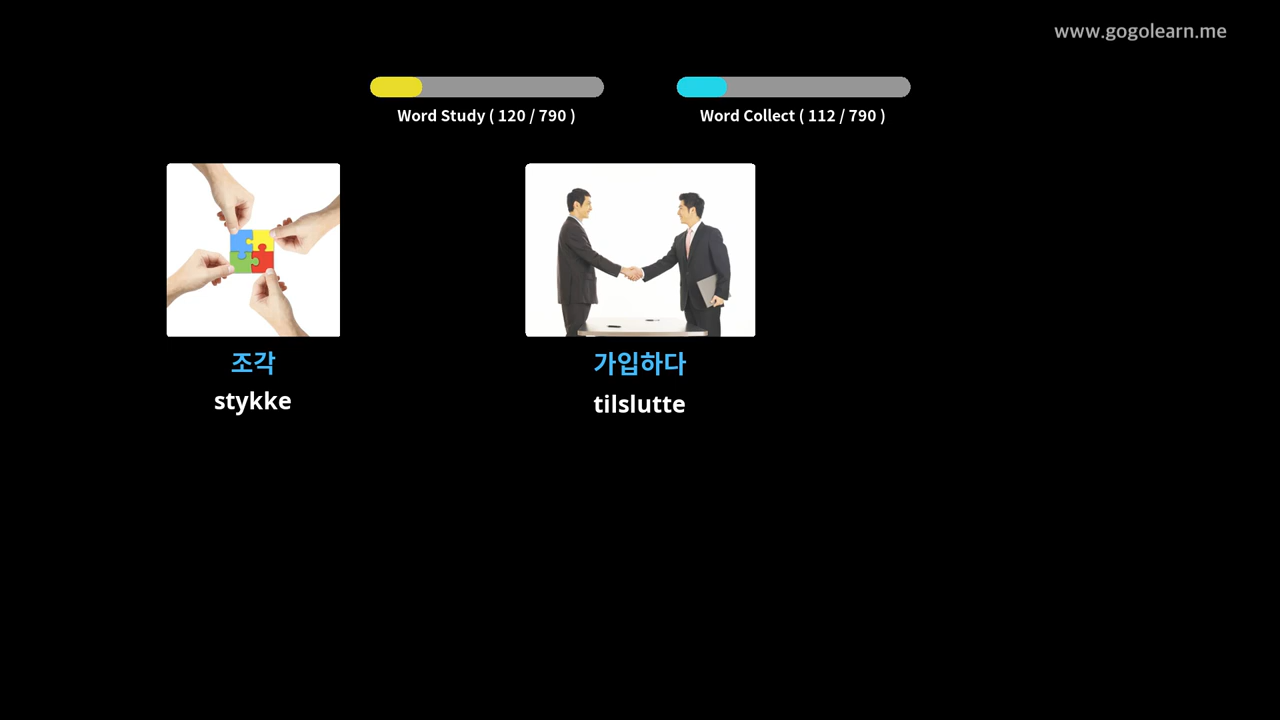 www.gogolearn.me
Word Study ( 120 / 790 )
Word Collect ( 112 / 790 )
조각
stykke
가입하다
tilslutte